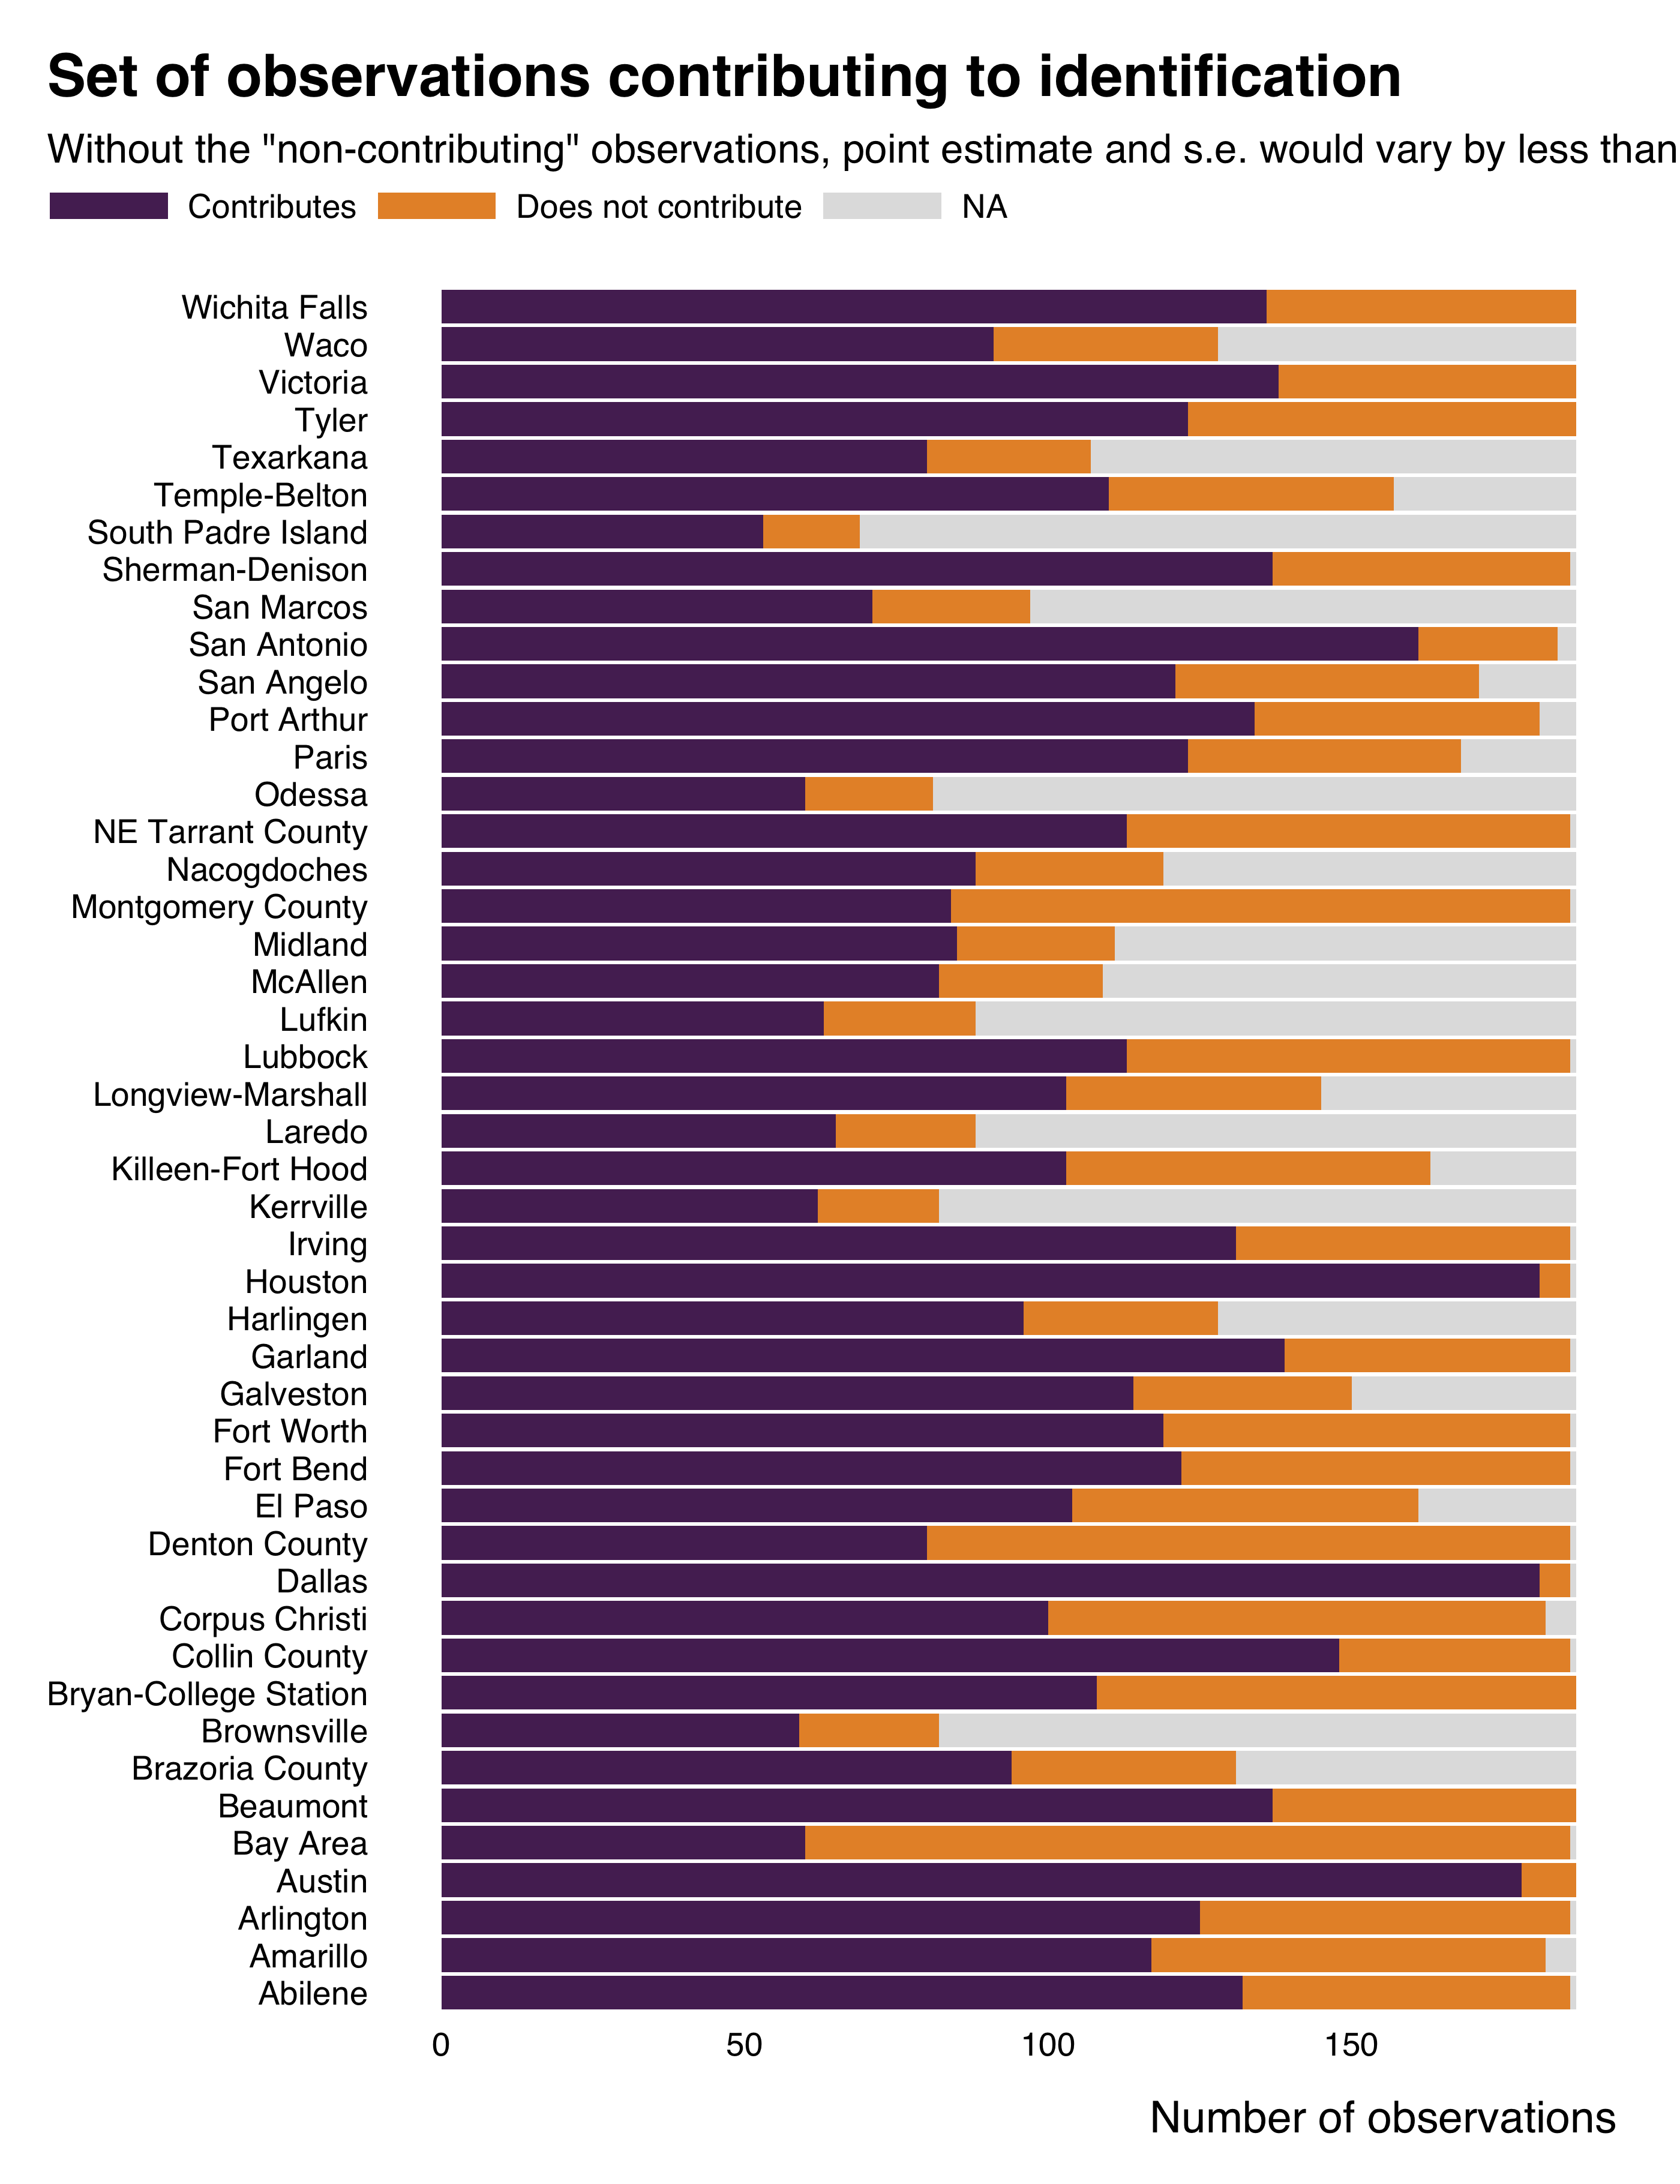 Set of observations contributing to identification
Without the "non-contributing" observations, point estimate and s.e. would vary by less than
Contributes Does not contribute NA
Wichita Falls
Waco
Victoria
Tyler
Texarkana
Temple-Belton
South Padre Island
Sherman-Denison
San Marcos
San Antonio
San Angelo
Port Arthur
Paris
Odessa
NE Tarrant County
Nacogdoches
Montgomery County
Midland
McAllen
Lufkin
Lubbock
Longview-Marshall
Laredo
Killeen-Fort Hood
Kerrville
Irving
Houston
Harlingen
Garland
Galveston
Fort Worth
Fort Bend
El Paso
Denton County
Dallas
Corpus Christi
Collin County
Bryan-College Station
Brownsville
Brazoria County
Beaumont
Bay Area
Austin
Arlington
Amarillo
Abilene
0 50 100 150
Number of observations